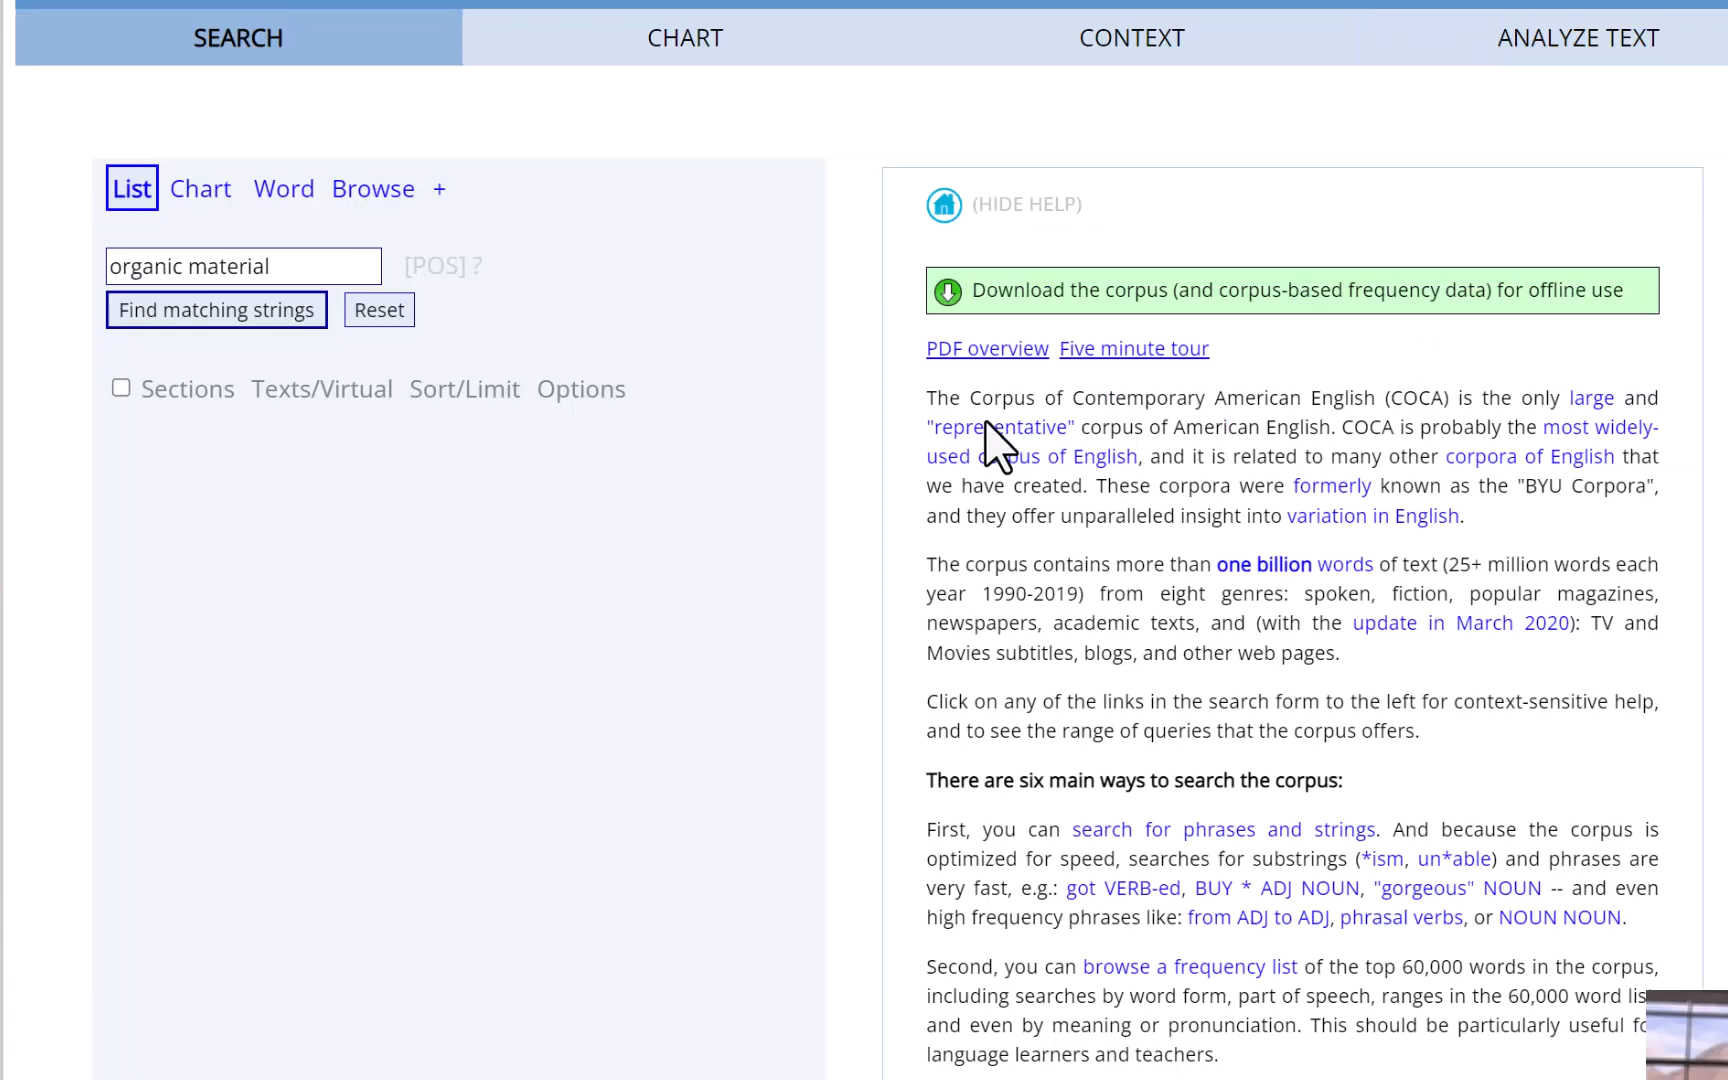 SEARCH
CHART
CONTEXT
ANALYZE TEXT
List Chart Word Browse +
organic material
[POS] ?
Find matching strings
Reset
Sections Texts/Virtual Sort/Limit Options
(HIDE HELP)
Download the corpus (and corpus-based frequency data) for offline use
PDF overview Five minute tour
The Corpus of Contemporary American English (COCA) is the only large and
"representative" corpus of American English. COCA is probably the most widely-
used corpus of English, and it is related to many other corpora of English that
we have created. These corpora were formerly known as the "BYU Corpora",
and they offer unparalleled insight into variation in English.
The corpus contains more than one billion words of text (25+ million words each
year 1990-2019) from eight genres: spoken, fiction, popular magazines,
newspapers, academic texts, and (with the update in March 2020): TV and
Movies subtitles, blogs, and other web pages.
Click on any of the links in the search form to the left for context-sensitive help,
and to see the range of queries that the corpus offers.
There are six main ways to search the corpus:
First, you can search for phrases and strings. And because the corpus is
optimized for speed, searches for substrings (*ism, un*able) and phrases are
very fast, e.g.: got VERB-ed, BUY * ADJ NOUN, "gorgeous" NOUN -- and even
high frequency phrases like: from ADJ to ADJ, phrasal verbs, or NOUN NOUN.
Second, you can browse a frequency list of the top 60,000 words in the corpus,
including searches by word form, part of speech, ranges in the 60,000 word
and even by meaning or pronunciation. This should be particularly useful
language learners and teachers.